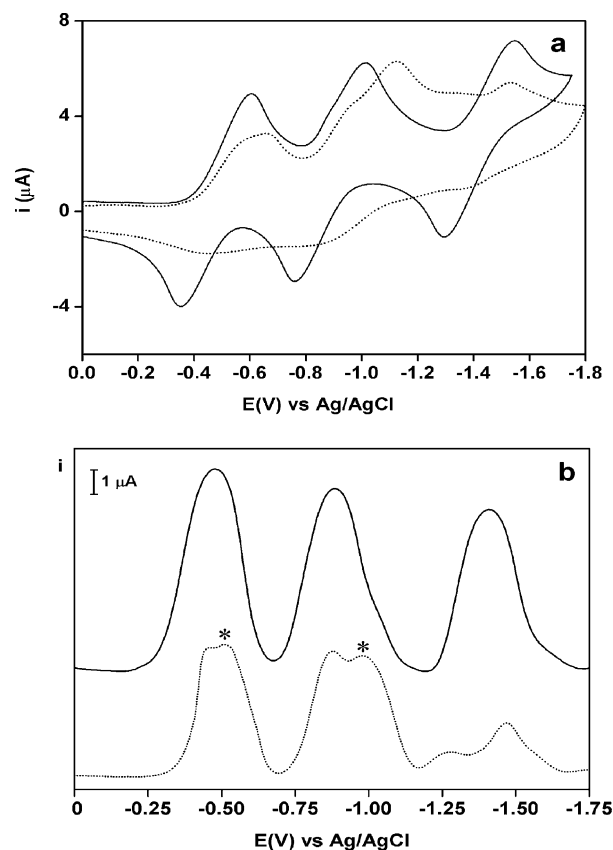 a
8
4
0
-4
i (μA)
0.0 -0.2 -0.4 -0.6 -0.8 -1.0 -1.2 -1.4 -1.6 -1.8
E(V) vs Ag/AgCl
i
1 μA
b
*
*
0 -0.25 -0.50 -0.75 -1.00 -1.25 -1.50 -1.75
E(V) vs Ag/AgCl